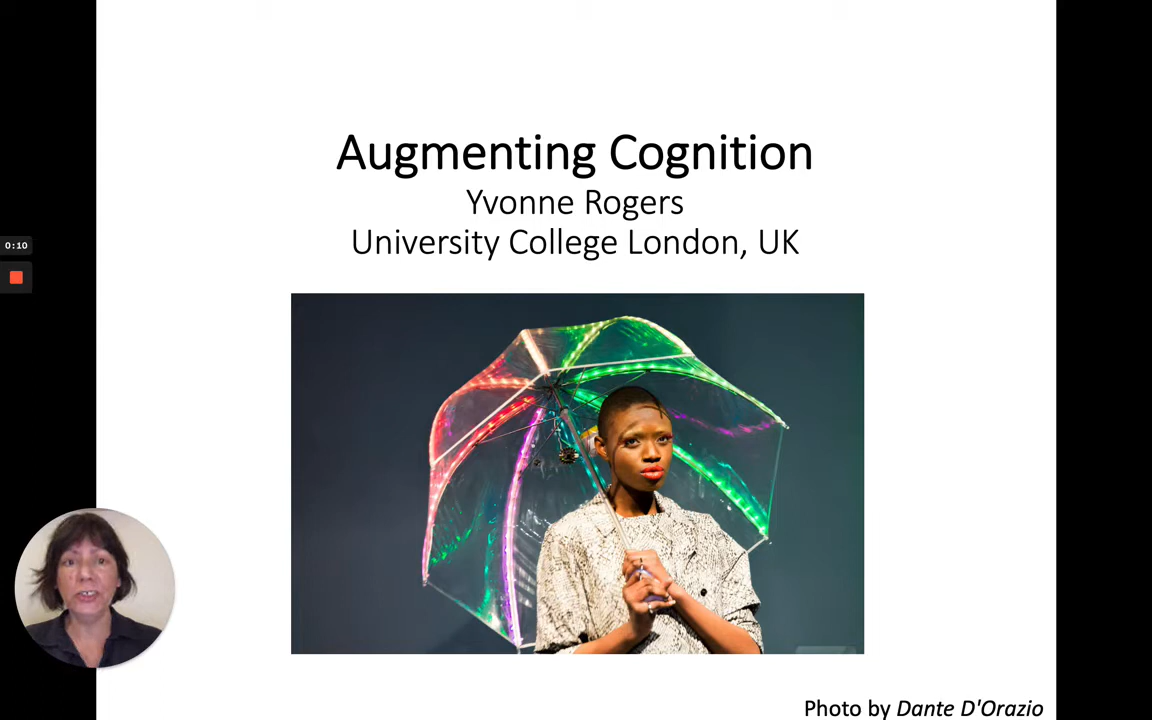 Augmenting Cognition
Yvonne Rogers
University College London, UK
0:10
Photo by Dante D'Orazio